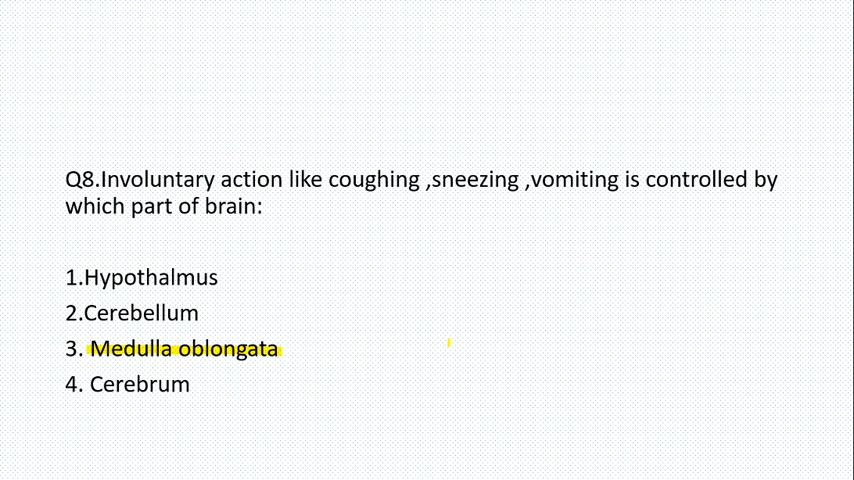 Q8.Involuntary action like coughing ,sneezing ,vomiting is controlled by
which part of brain:
1.Hypothalmus
2.Cerebellum
3. Medulla oblongata
4. Cerebrum